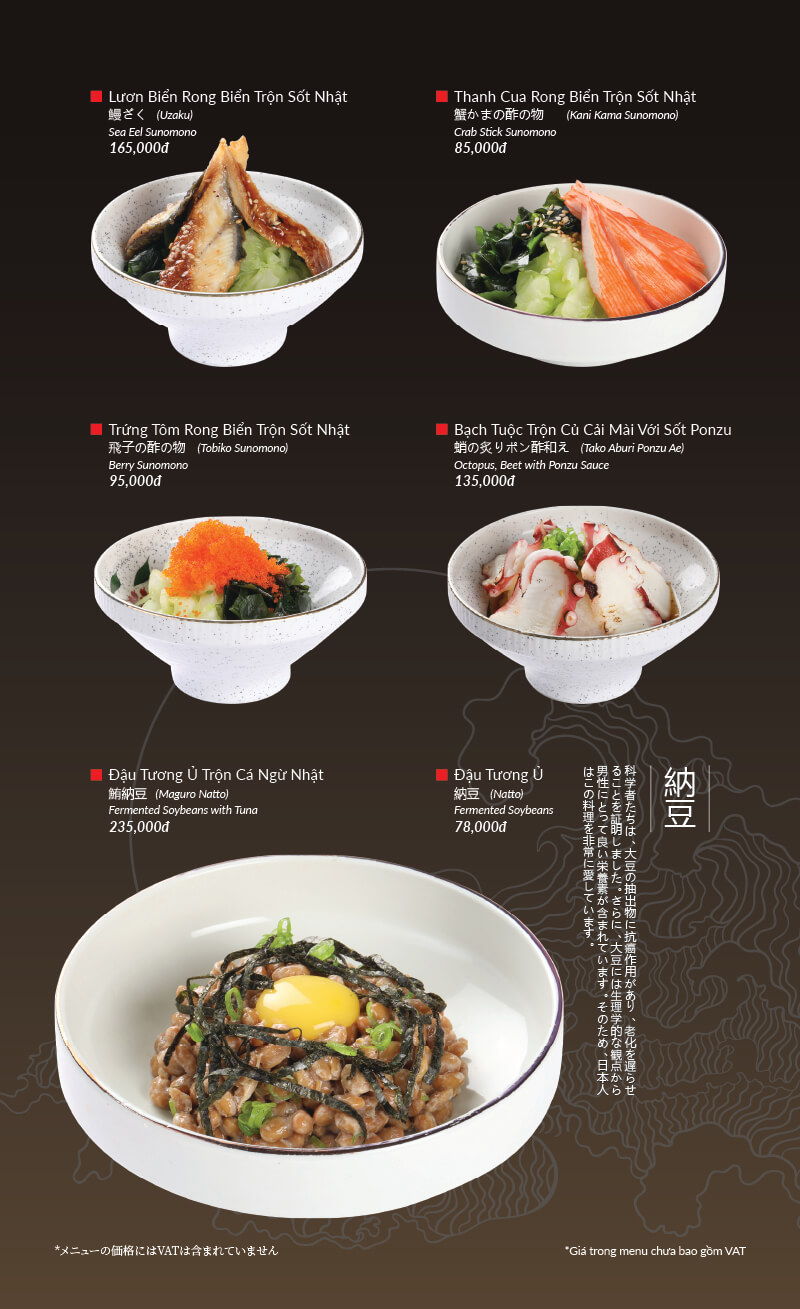 Lươn Biển Rong Biển Trộn Sốt Nhật
鰻ざく (Uzaku)
Sea Eel Sunomono
165,000đ
Thanh Cua Rong Biển Trộn Sốt Nhật
蟹かまの酢の物 (Kani Kama Sunomono)
Crab Stick Sunomono
85,000đ
Trứng Tôm Rong Biển Trộn Sốt Nhật
飛子の酢の物 (Tobiko Sunomono)
Berry Sunomono
95,000đ
Bạch Tuộc Trộn Củ Cải Mài Với Sốt Ponzu
蛸の炙りポン酢和え (Tako Aburi Ponzu Ae)
Octopus, Beet with Ponzu Sauce
135,000đ
Đậu Tương Ủ Trộn Cá Ngừ Nhật
鮪納豆 (Maguro Natto)
Fermented Soybeans with Tuna
235,000đ
Đậu Tương Ủ
納豆 (Natto)
Fermented Soybeans
78,000đ
納豆
科学者たちは、大豆の抽出物に抗癌作用があり、老化を遅らせ
ることを証明しました。さらに、大豆には生理学的な観点から
男性にとって良い栄養素が含まれています。そのため、日本人
はこの料理を非常に愛しています。
*メニューの価格にはVATは含まれていません
*Giá trong menu chưa bao gồm VAT